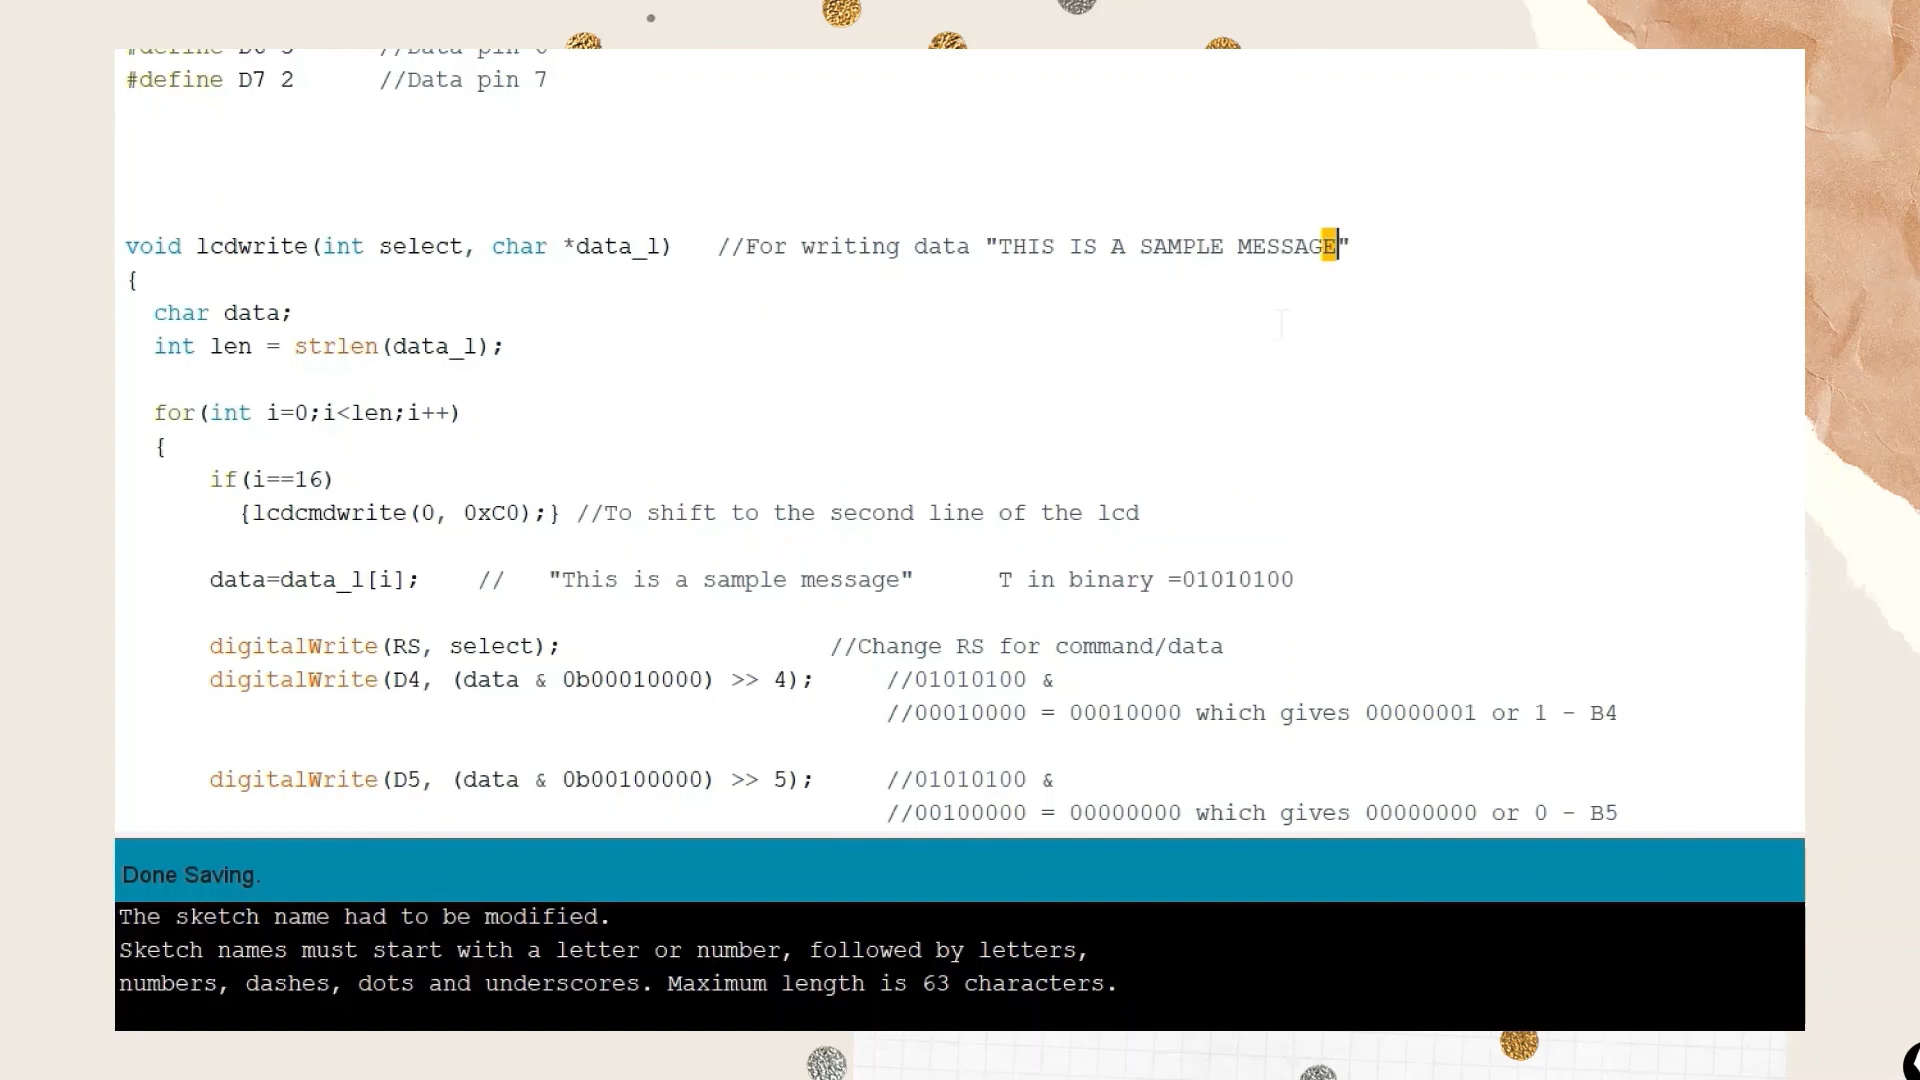 #define D6 3 //Data pin 6
#define D7 2 //Data pin 7
void lcdwrite(int select, char *data_l) //For writing data "THIS IS A SAMPLE MESSAGE"
{
char data;
int len = strlen(data_l);
for(int i=0;i<len;i++)
{
if(i==16)
{lcdcmdwrite(0, 0xC0);} //To shift to the second line of the lcd
data=data_l[i]; // "This is a sample message" T in binary =01010100
digitalWrite(RS, select); //Change RS for command/data
digitalWrite(D4, (data & 0b00010000) >> 4); //01010100 &
//00010000 = 00010000 which gives 00000001 or 1 - B4
digitalWrite(D5, (data & 0b00100000) >> 5); //01010100 &
//00100000 = 00000000 which gives 00000000 or 0 - B5
Done Saving.
The sketch name had to be modified.
Sketch names must start with a letter or number, followed by letters,
numbers, dashes, dots and underscores. Maximum length is 63 characters.